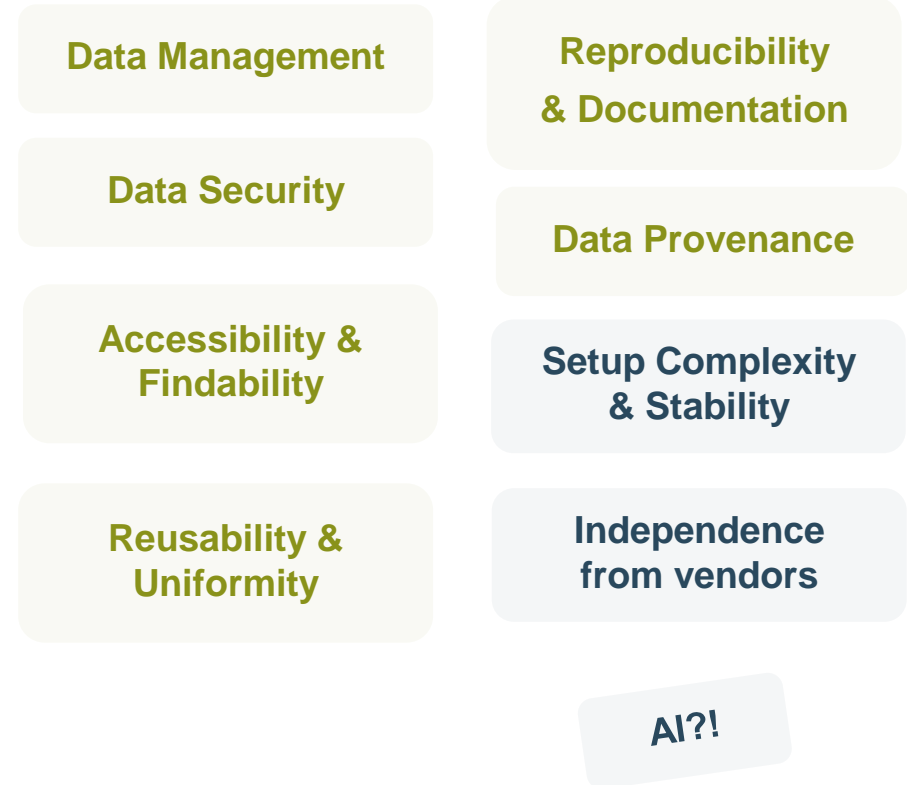 Data Management
Data Security
Accessibility &
Findability
Reusability &
Uniformity
Reproducibility
& Documentation
Data Provenance
Setup Complexity
& Stability
Independence
from vendors
AI?!